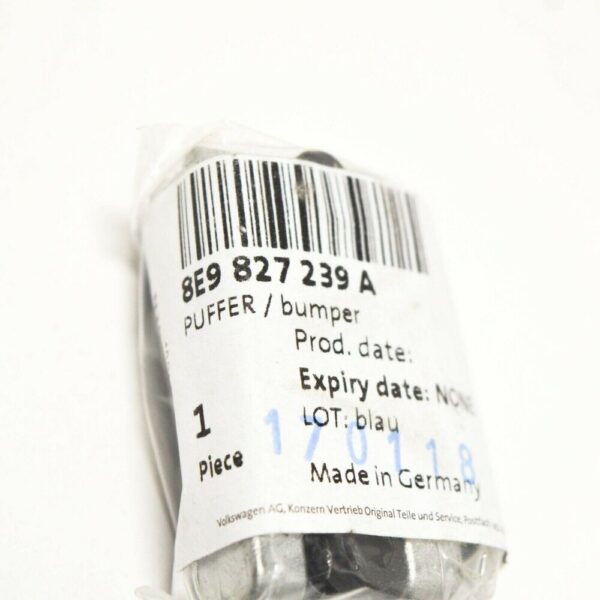 8E9 827 239 A
PUFFER / bumper
Prod. date:
Expiry date: NONE
1
Piece
LOT: blau
170118
Made in Germany
Volkswagen AG, Konzern Vertrieb Original Teile und Service,